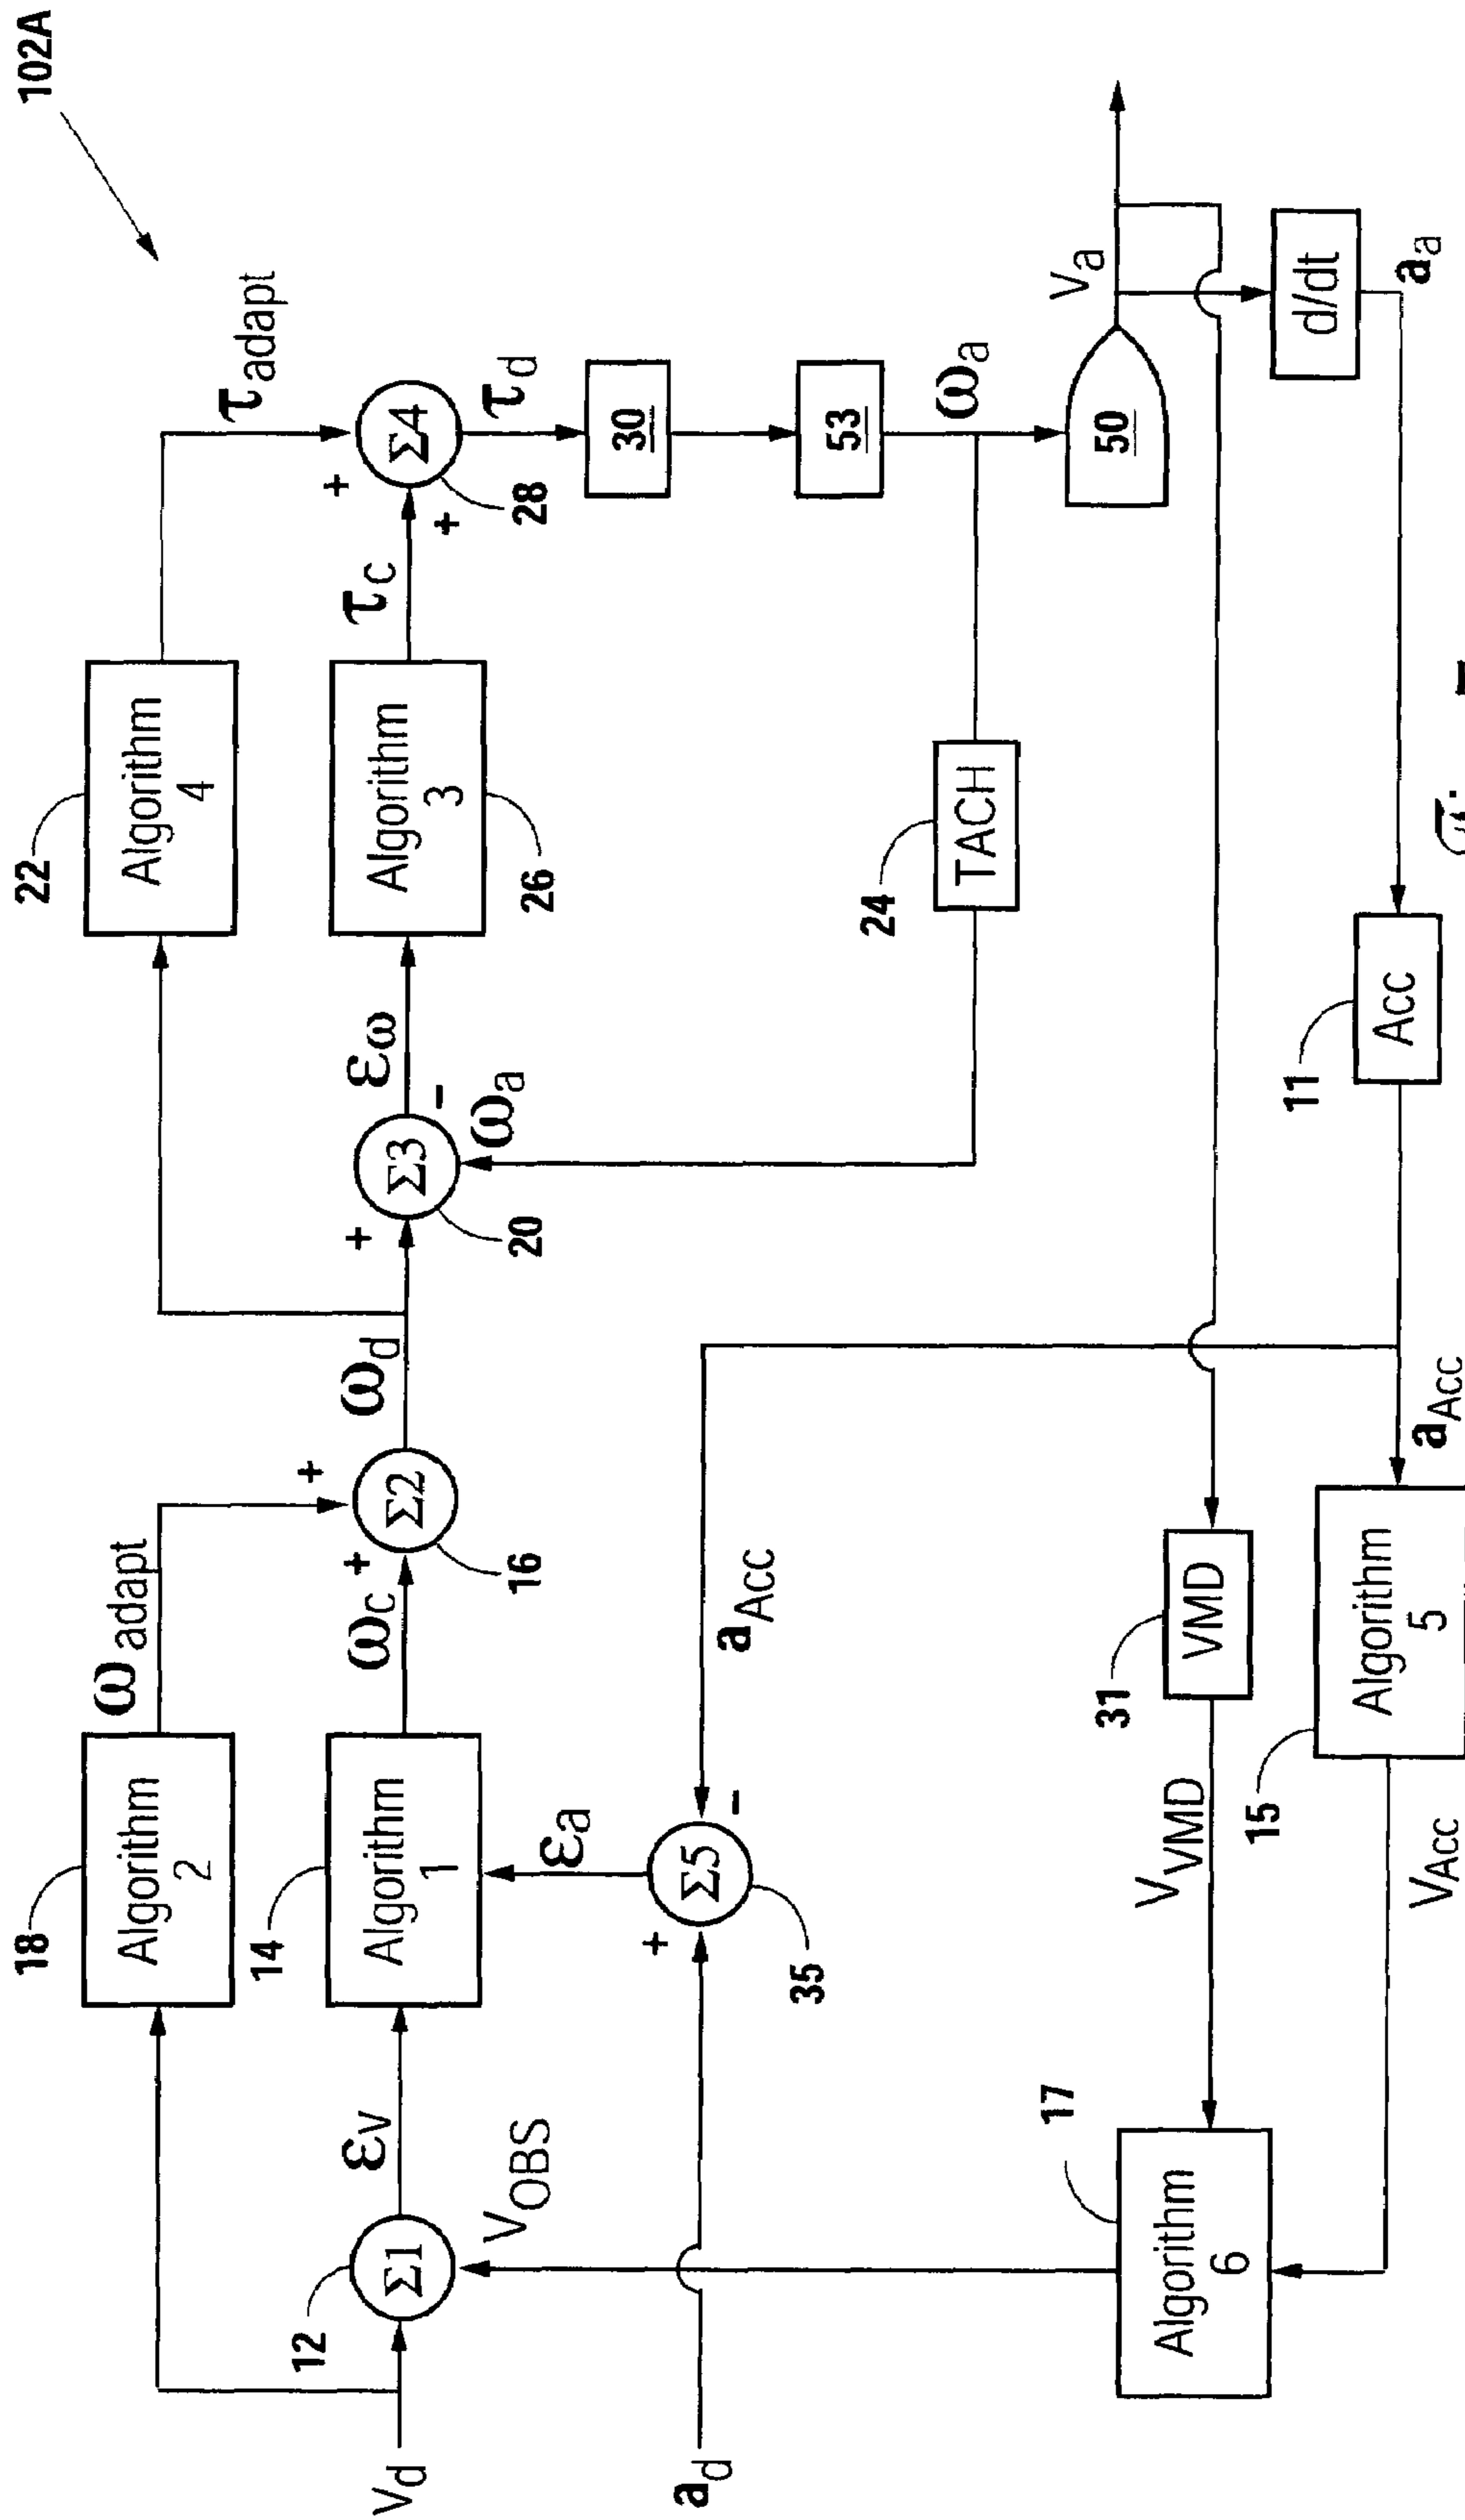 102A
22
Algorithm
4
τadapt
18
Algorithm
2
ωadapt
+
+
Σ4
28
τd
14
Algorithm
1
ωc
+
+
Σ2
16
ωd
+
Σ3
20
-
εω
ωa
Algorithm
3
26
τc
+
30
53
ωa
12
Σ1
εv
Vd
VOBS
εa
Σ5
35
+
-
aAcc
ad
24
TACH
50
Va
d/dt
aa
17
Algorithm
6
VVMD
31
VMD
15
Algorithm
5
VAcc
aAcc
11
Acc